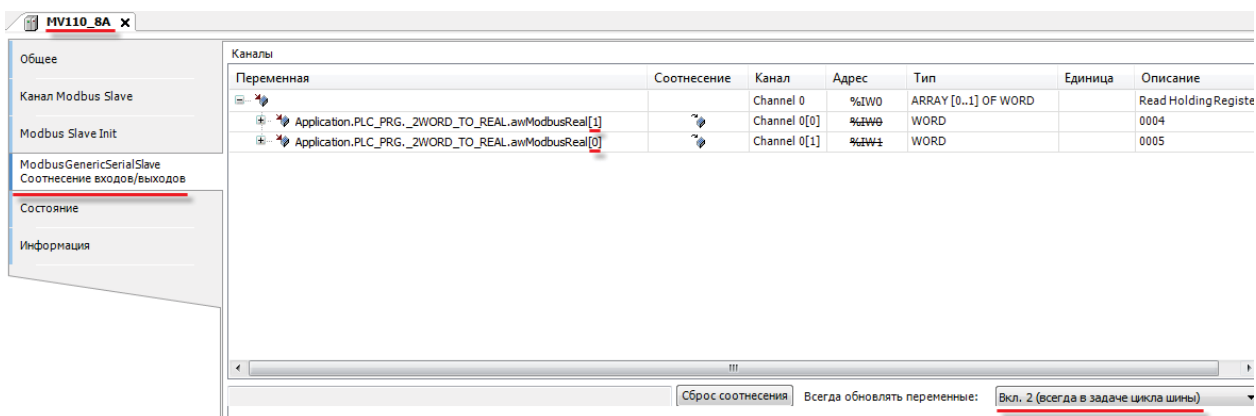 MV110_8A x
Общее
Канал Modbus Slave
Modbus Slave Init
ModbusGenericSerialSlave
Соотнесение входов/выходов
Состояние
Информация
Каналы
Переменная Соотнесение Канал Адрес Тип Единица Описание
Channel 0 %IW0 ARRAY [0..1] OF WORD Read Holding Registe
Application.PLC_PRG._2WORD_TO_REAL.awModbusReal[1] Channel 0[0] %IW0 WORD 0004
Application.PLC_PRG._2WORD_TO_REAL.awModbusReal[0] Channel 0[1] %IW1 WORD 0005
Сброс соотнесения Всегда обновлять переменные: Вкл. 2 (всегда в задаче цикла шины)